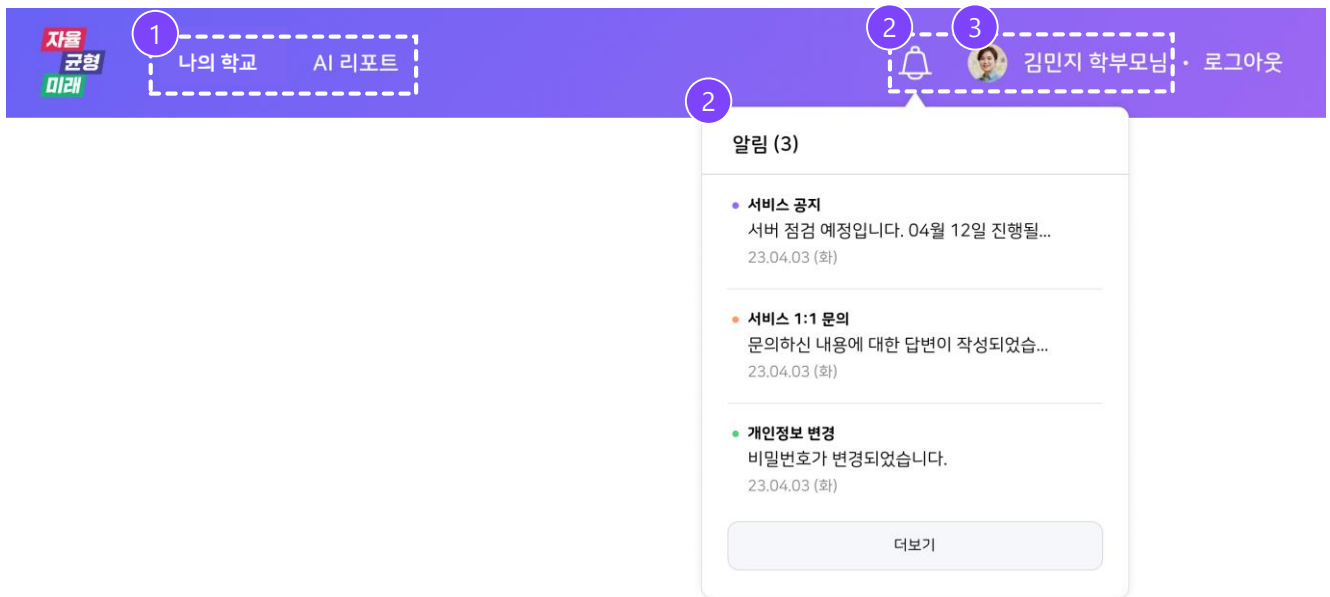 자율
균형
미래
1
나의 학교
AI 리포트
2
3
김민지 학부모님 · 로그아웃
2
알림 (3)
서비스 공지
서버 점검 예정입니다. 04월 12일 진행될...
23.04.03 (화)
서비스 1:1 문의
문의하신 내용에 대한 답변이 작성되었습...
23.04.03 (화)
개인정보 변경
비밀번호가 변경되었습니다.
23.04.03 (화)
더보기